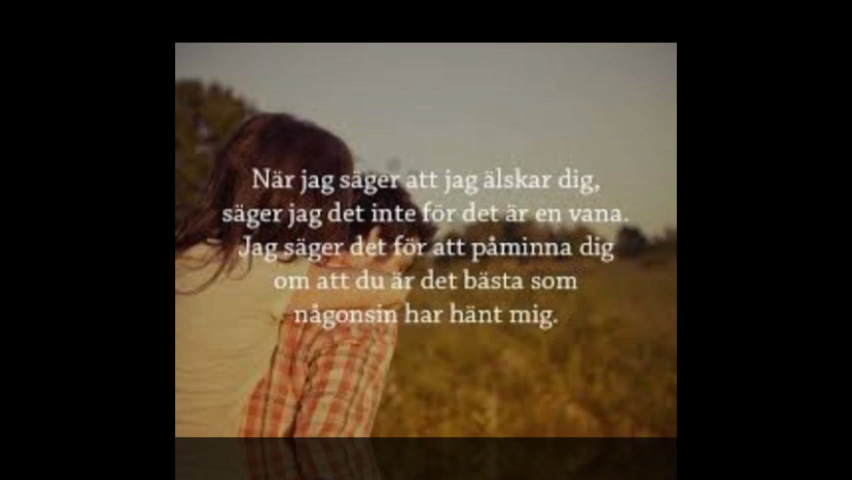 När jag säger att jag älskar dig,
säger jag det inte för det är en vana.
Jag säger det för att påminna dig
om att du är det bästa som
någonsin har hänt mig.